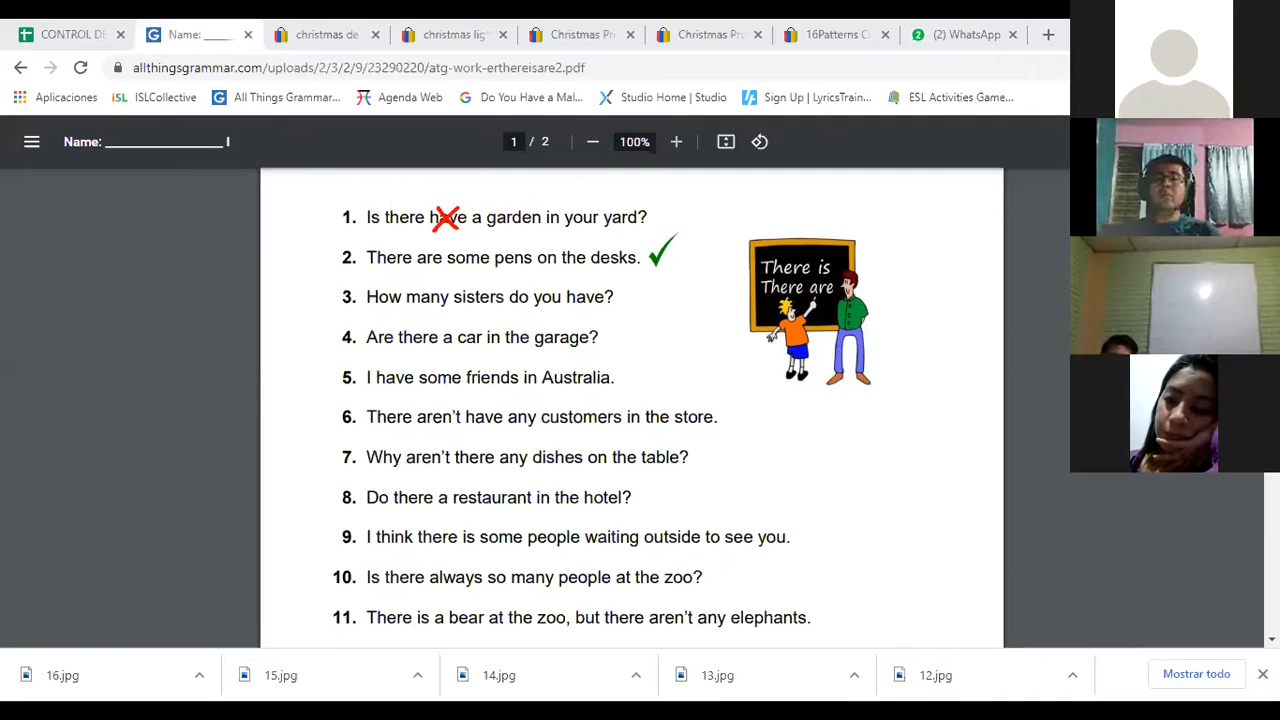 CONTROL DE
Name: _____
christmas de
christmas lig
Christmas Pr
Christmas Pro
16Patterns C
(2) WhatsApp
allthingsgrammar.com/uploads/2/3/2/9/23290220/atg-work-erthereisare2.pdf
Aplicaciones
iSL ISLCollective
All Things Grammar...
Agenda Web
Do You Have a Mal...
Studio Home | Studio
Sign Up | LyricsTrain...
ESL Activities Game...
Name: ________________ I
1 / 2
100%
1. Is there have a garden in your yard?
2. There are some pens on the desks.
3. How many sisters do you have?
4. Are there a car in the garage?
5. I have some friends in Australia.
6. There aren't have any customers in the store.
7. Why aren't there any dishes on the table?
8. Do there a restaurant in the hotel?
9. I think there is some people waiting outside to see you.
10. Is there always so many people at the zoo?
11. There is a bear at the zoo, but there aren't any elephants.
There is
There are
16.jpg
15.jpg
14.jpg
13.jpg
12.jpg
Mostrar todo